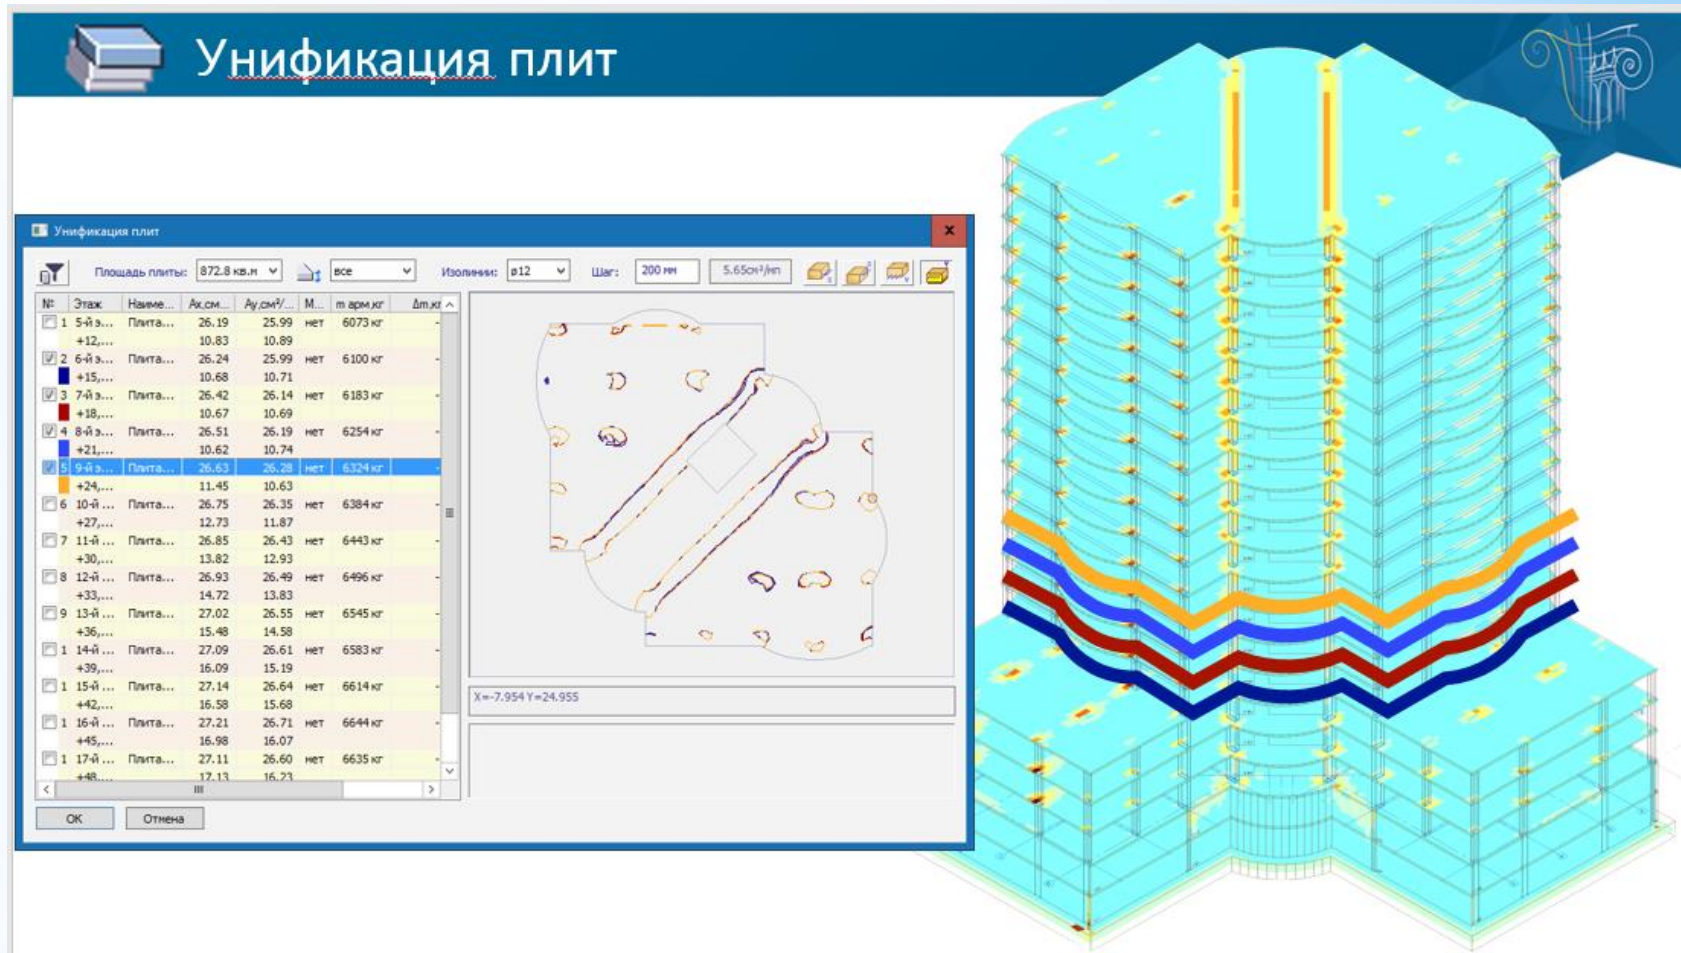 Унификация плит
Унификация плит
Площадь плиты: 872.8 кв.м все Изолинии: ø12 Шаг: 200 мм 5.65см²/мп
№ Этаж Наиме... Ax,см... Ay,см²/... М... m арм,кг Δm,кг
1 5-й э... Плита... 26.19 25.99 нет 6073 кг -
+12,... 10.83 10.89
2 6-й э... Плита... 26.24 25.99 нет 6100 кг -
+15,... 10.68 10.71
3 7-й э... Плита... 26.42 26.14 нет 6183 кг -
+18,... 10.67 10.69
4 8-й э... Плита... 26.51 26.19 нет 6254 кг -
+21,... 10.62 10.74
5 9-й э... Плита... 26.63 26.28 нет 6324 кг -
+24,... 11.45 10.63
6 10-й ... Плита... 26.75 26.35 нет 6384 кг -
+27,... 12.73 11.87
7 11-й ... Плита... 26.85 26.43 нет 6443 кг -
+30,... 13.82 12.93
8 12-й ... Плита... 26.93 26.49 нет 6496 кг -
+33,... 14.72 13.83
9 13-й ... Плита... 27.02 26.55 нет 6545 кг -
+36,... 15.48 14.58
1 14-й ... Плита... 27.09 26.61 нет 6583 кг -
+39,... 16.09 15.19
1 15-й ... Плита... 27.14 26.64 нет 6614 кг -
+42,... 16.58 15.68
1 16-й ... Плита... 27.21 26.71 нет 6644 кг -
+45,... 16.98 16.07
1 17-й ... Плита... 27.11 26.60 нет 6635 кг -
+48,... 17.13 16.23
X=-7.954 Y=24.955
ОК Отмена